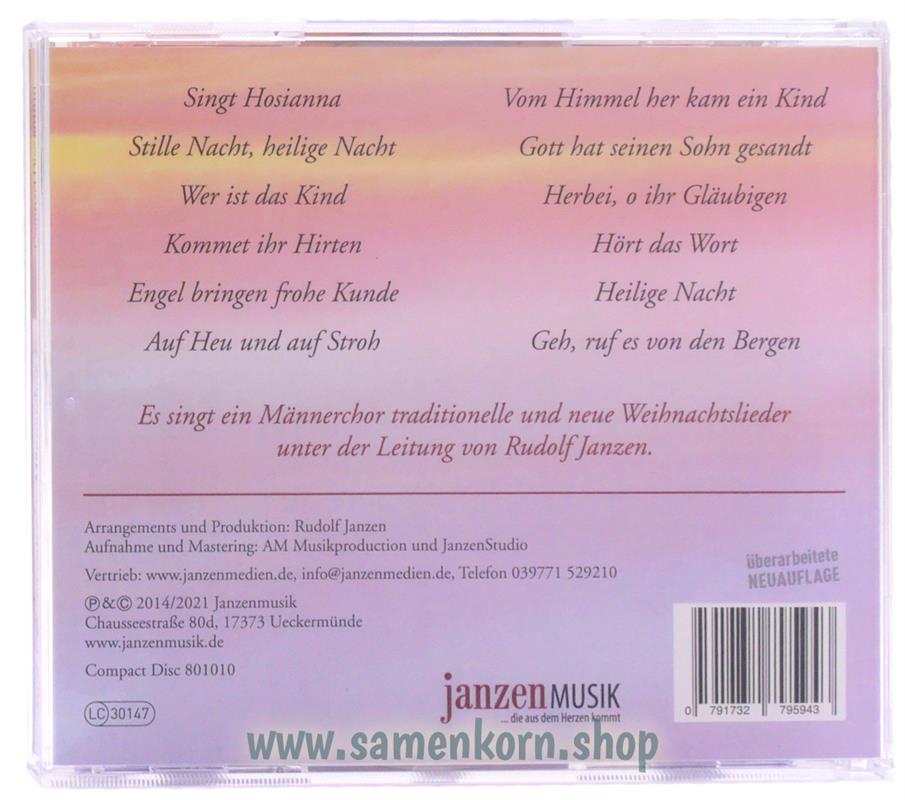 Singt Hosianna
Stille Nacht, heilige Nacht
Wer ist das Kind
Kommet ihr Hirten
Engel bringen frohe Kunde
Auf Heu und auf Stroh
Vom Himmel her kam ein Kind
Gott hat seinen Sohn gesandt
Herbei, o ihr Gläubigen
Hört das Wort
Heilige Nacht
Geh, ruf es von den Bergen
Es singt ein Männerchor traditionelle und neue Weihnachtslieder
unter der Leitung von Rudolf Janzen.
Arrangements und Produktion: Rudolf Janzen
Aufnahme und Mastering: AM Musikproduction und JanzenStudio
Vertrieb: www.janzenmedien.de, info@janzenmedien.de, Telefon 039771 529210
℗&© 2014/2021 Janzenmusik
Chausseestraße 80d, 17373 Ueckermünde
www.janzenmusik.de
Compact Disc 801010
LC 30147
überarbeitete
NEUAUFLAGE
janzen MUSIK
... die aus dem Herzen kommt
0 791732 795943
www.samenkorn.shop